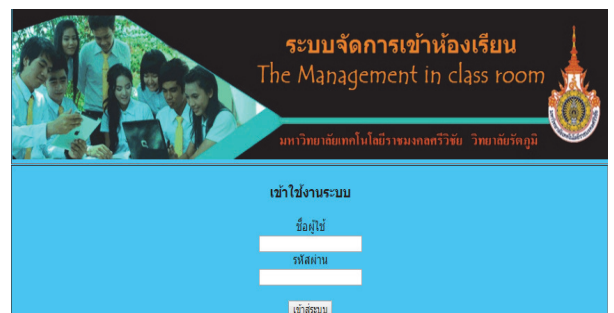 ระบบจัดการเข้าห้องเรียน
The Management in class room
มหาวิทยาลัยเทคโนโลยีราชมงคลศรีวิชัย วิทยาลัยรัตภูมิ
เข้าใช้งานระบบ
ชื่อผู้ใช้
รหัสผ่าน
เข้าสู่ระบบ